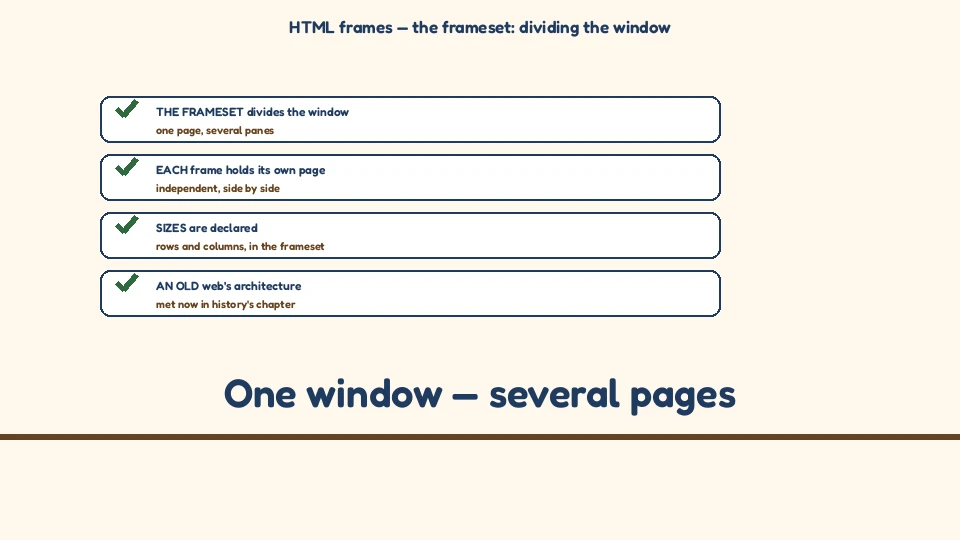 HTML frames — the frameset: dividing the window
THE FRAMESET divides the window
one page, several panes
EACH frame holds its own page
independent, side by side
SIZES are declared
rows and columns, in the frameset
AN OLD web's architecture
met now in history's chapter
One window — several pages